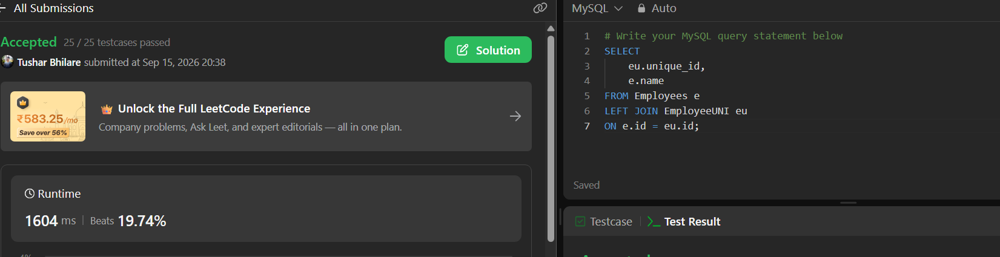 All Submissions
Accepted 25 / 25 testcases passed
Tushar Bhilare submitted at Sep 15, 2026 20:38
Solution
₹583.25/mo
Save over 56%
Unlock the Full LeetCode Experience
Company problems, Ask Leet, and expert editorials — all in one plan.
Runtime
1604 ms | Beats 19.74%
MySQL Auto
1 # Write your MySQL query statement below
2 SELECT
3 eu.unique_id,
4 e.name
5 FROM Employees e
6 LEFT JOIN EmployeeUNI eu
7 ON e.id = eu.id;
Saved
Testcase | >_ Test Result